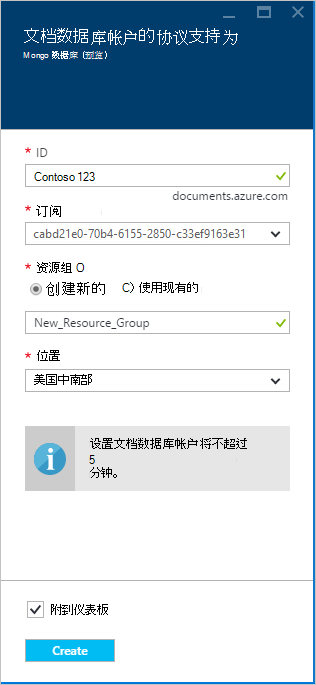 文档数据库帐户的协议支持为
Mongo 数据库 (预览)
* ID
Contoso 123
documents.azure.com
* 订阅
cabd21e0-70b4-6155-2850-c33ef9163e31
* 资源组 O
创建新的 C) 使用现有的
New_Resource_Group
* 位置
美国中南部
设置文档数据库帐户将不超过
5
分钟。
附到仪表板
Create